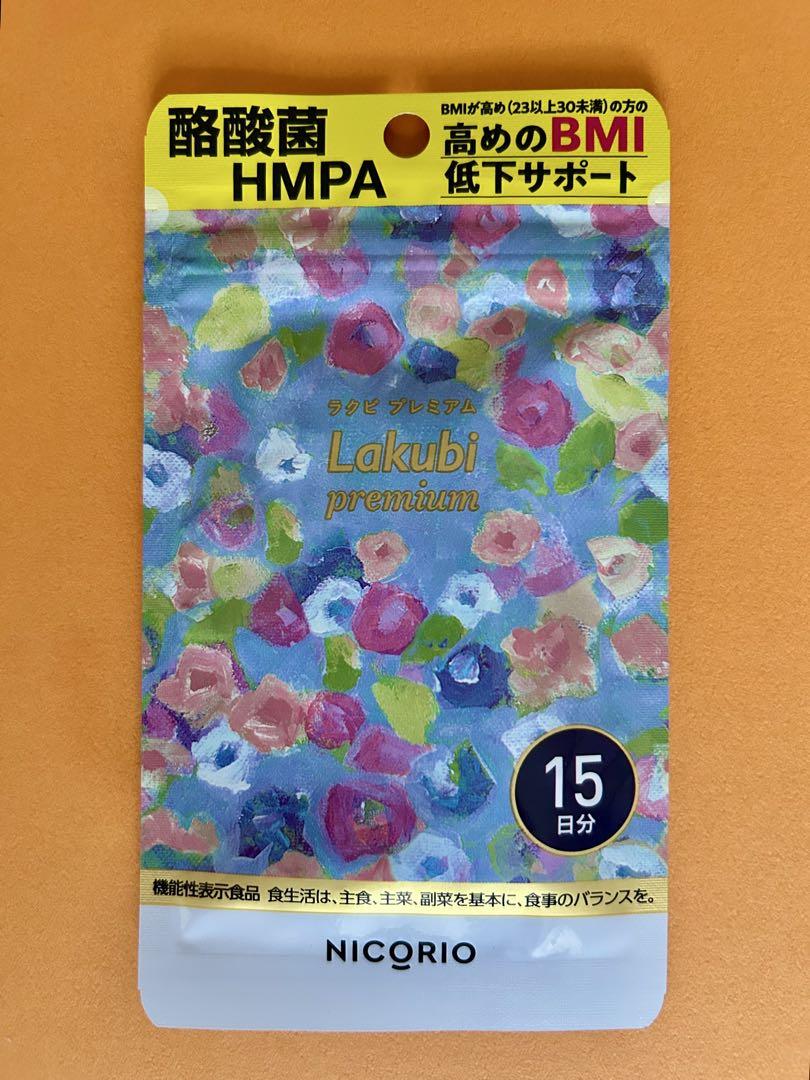 酪酸菌
HMPA
BMIが高め(23以上30未満)の方の
高めのBMI
低下サポート
ラクビ プレミアム
Lakubi
premium
15
日分
機能性表示食品 食生活は、主食、主菜、副菜を基本に、食事のバランスを。
NICORIO